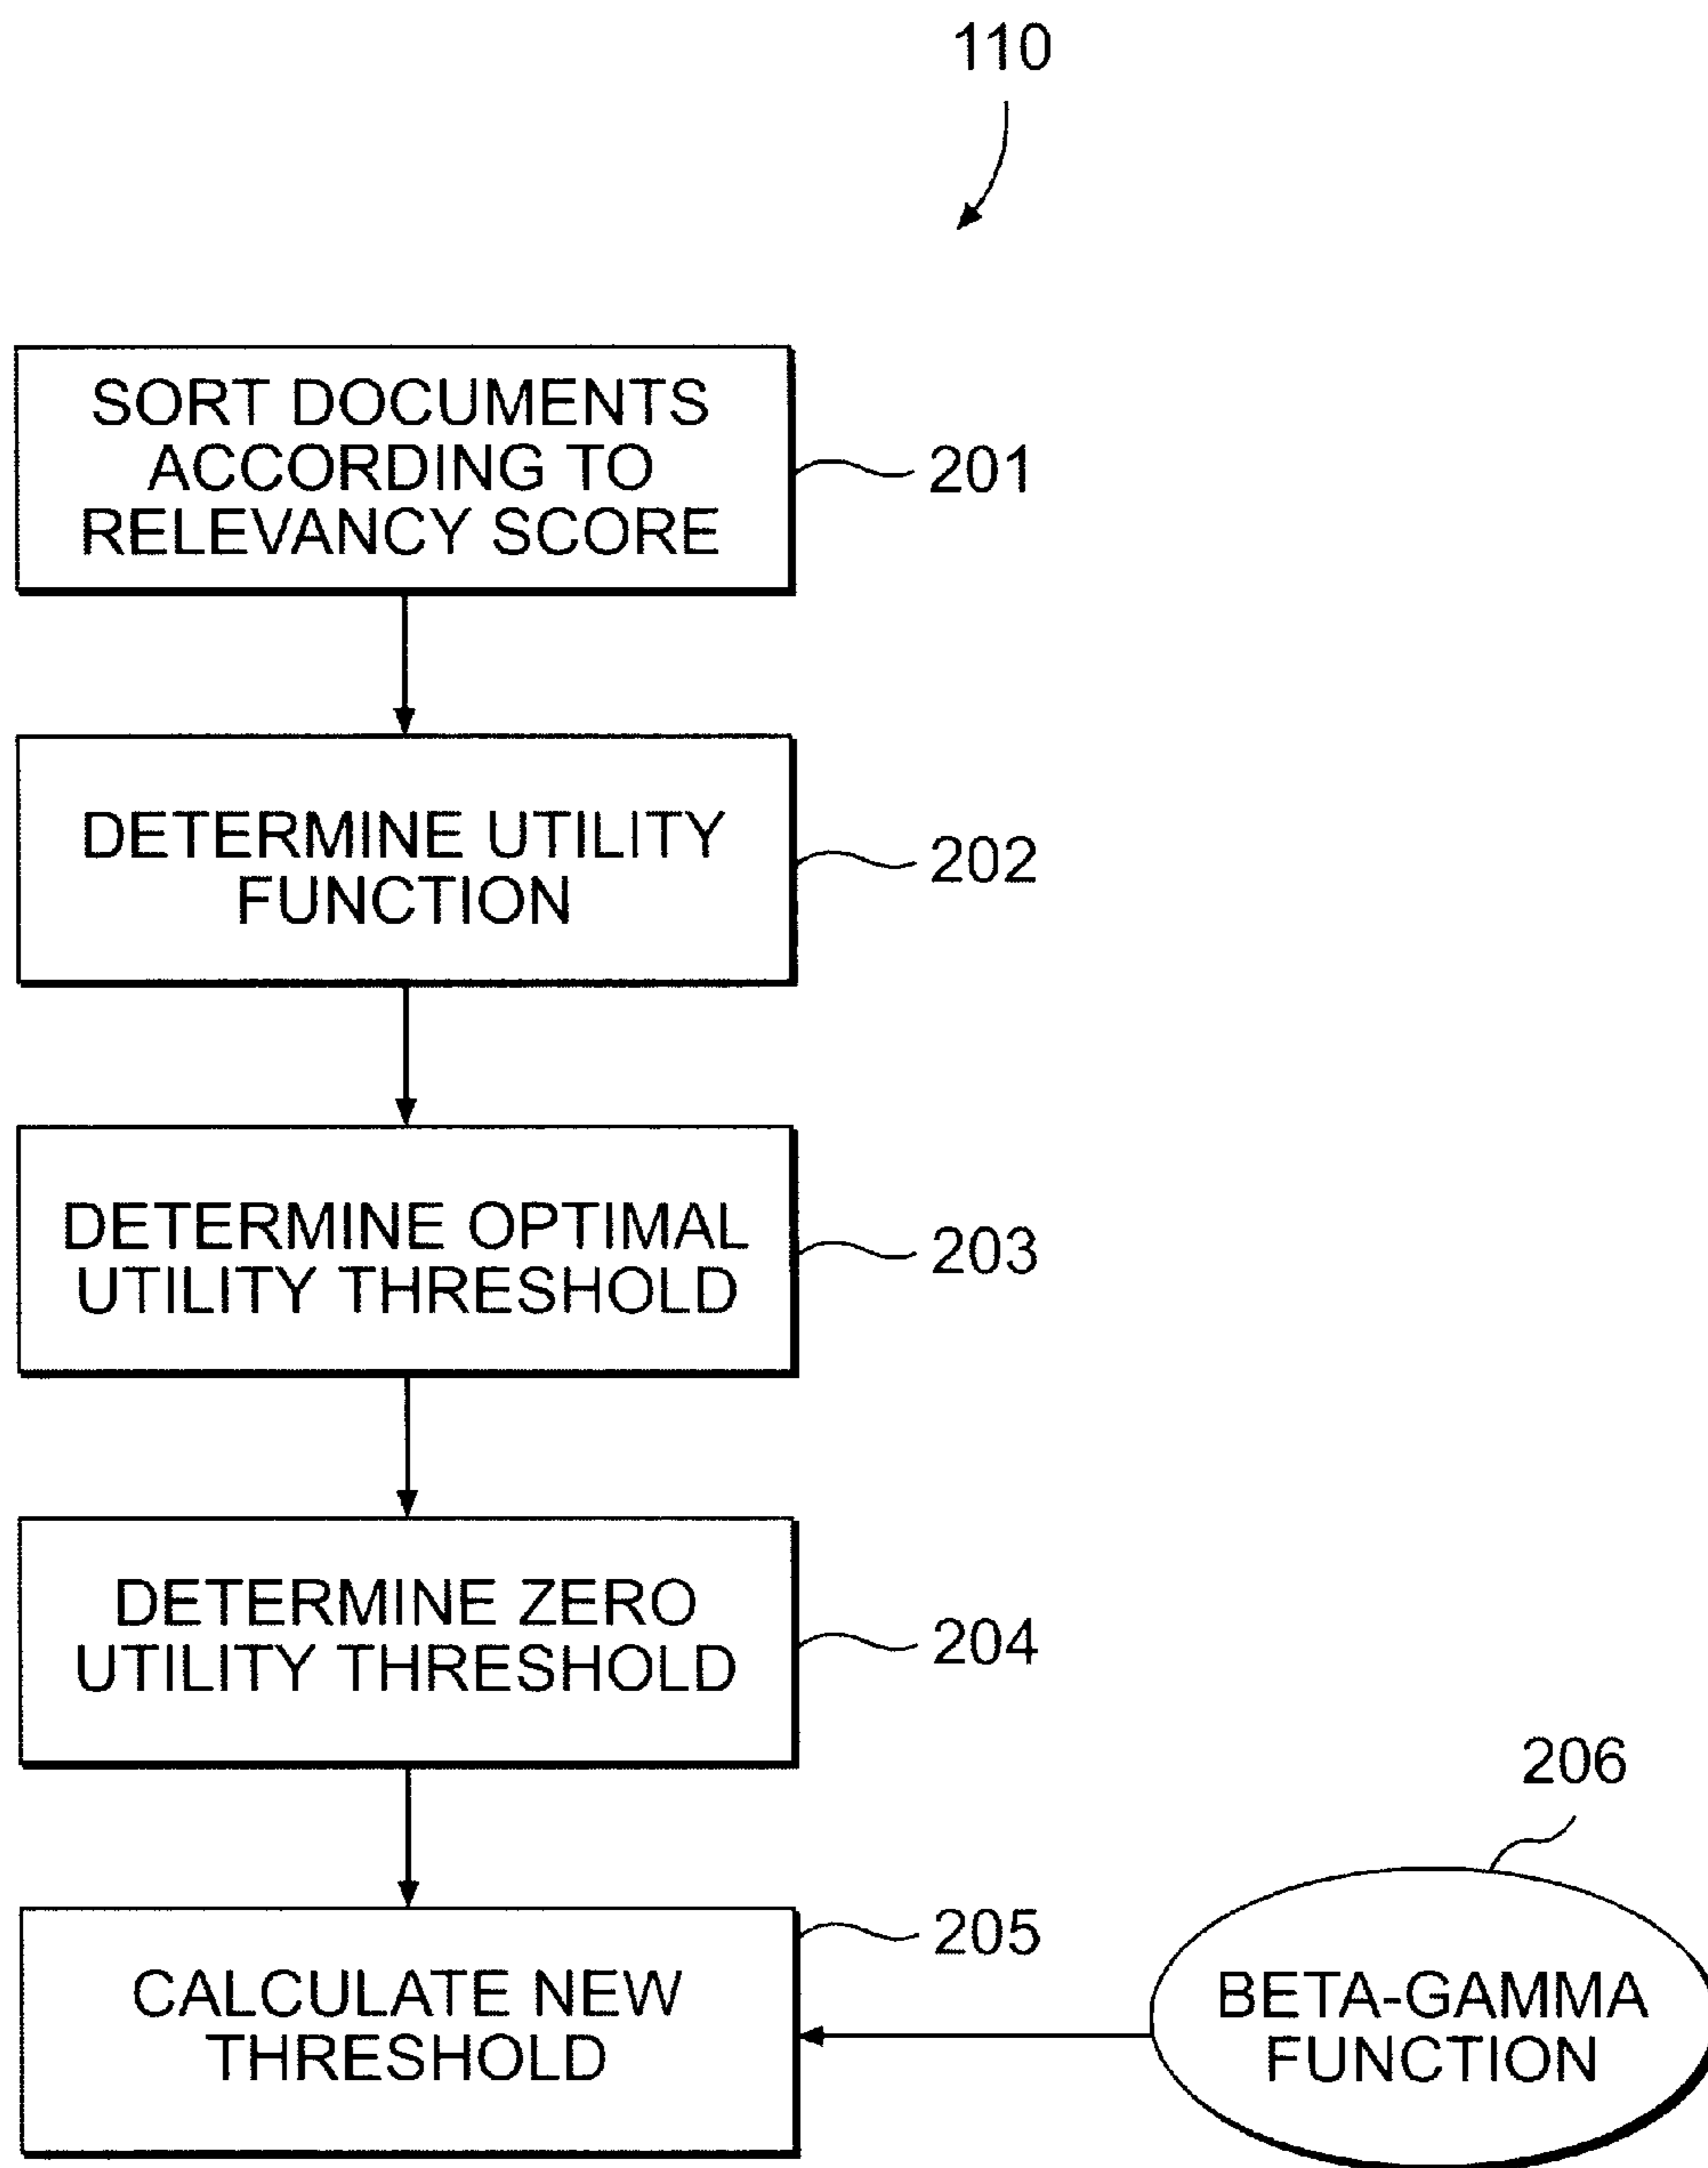 110
SORT DOCUMENTS
ACCORDING TO
RELEVANCY SCORE
201
DETERMINE UTILITY
FUNCTION
202
DETERMINE OPTIMAL
UTILITY THRESHOLD
203
DETERMINE ZERO
UTILITY THRESHOLD
204
CALCULATE NEW
THRESHOLD
205
206
BETA-GAMMA
FUNCTION